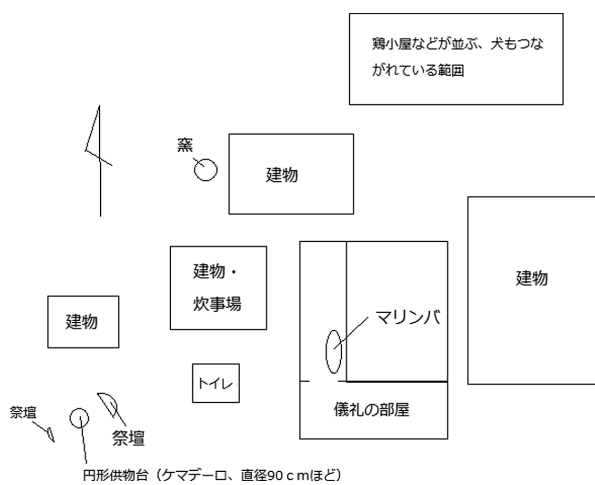 鶏小屋などが並ぶ、犬もつな
がれている範囲
窯
建物
建物・
炊事場
建物
建物
マリンバ
トイレ
儀礼の部屋
祭壇
祭壇
円形供物台（ケマデーロ、直径90ｃｍほど）